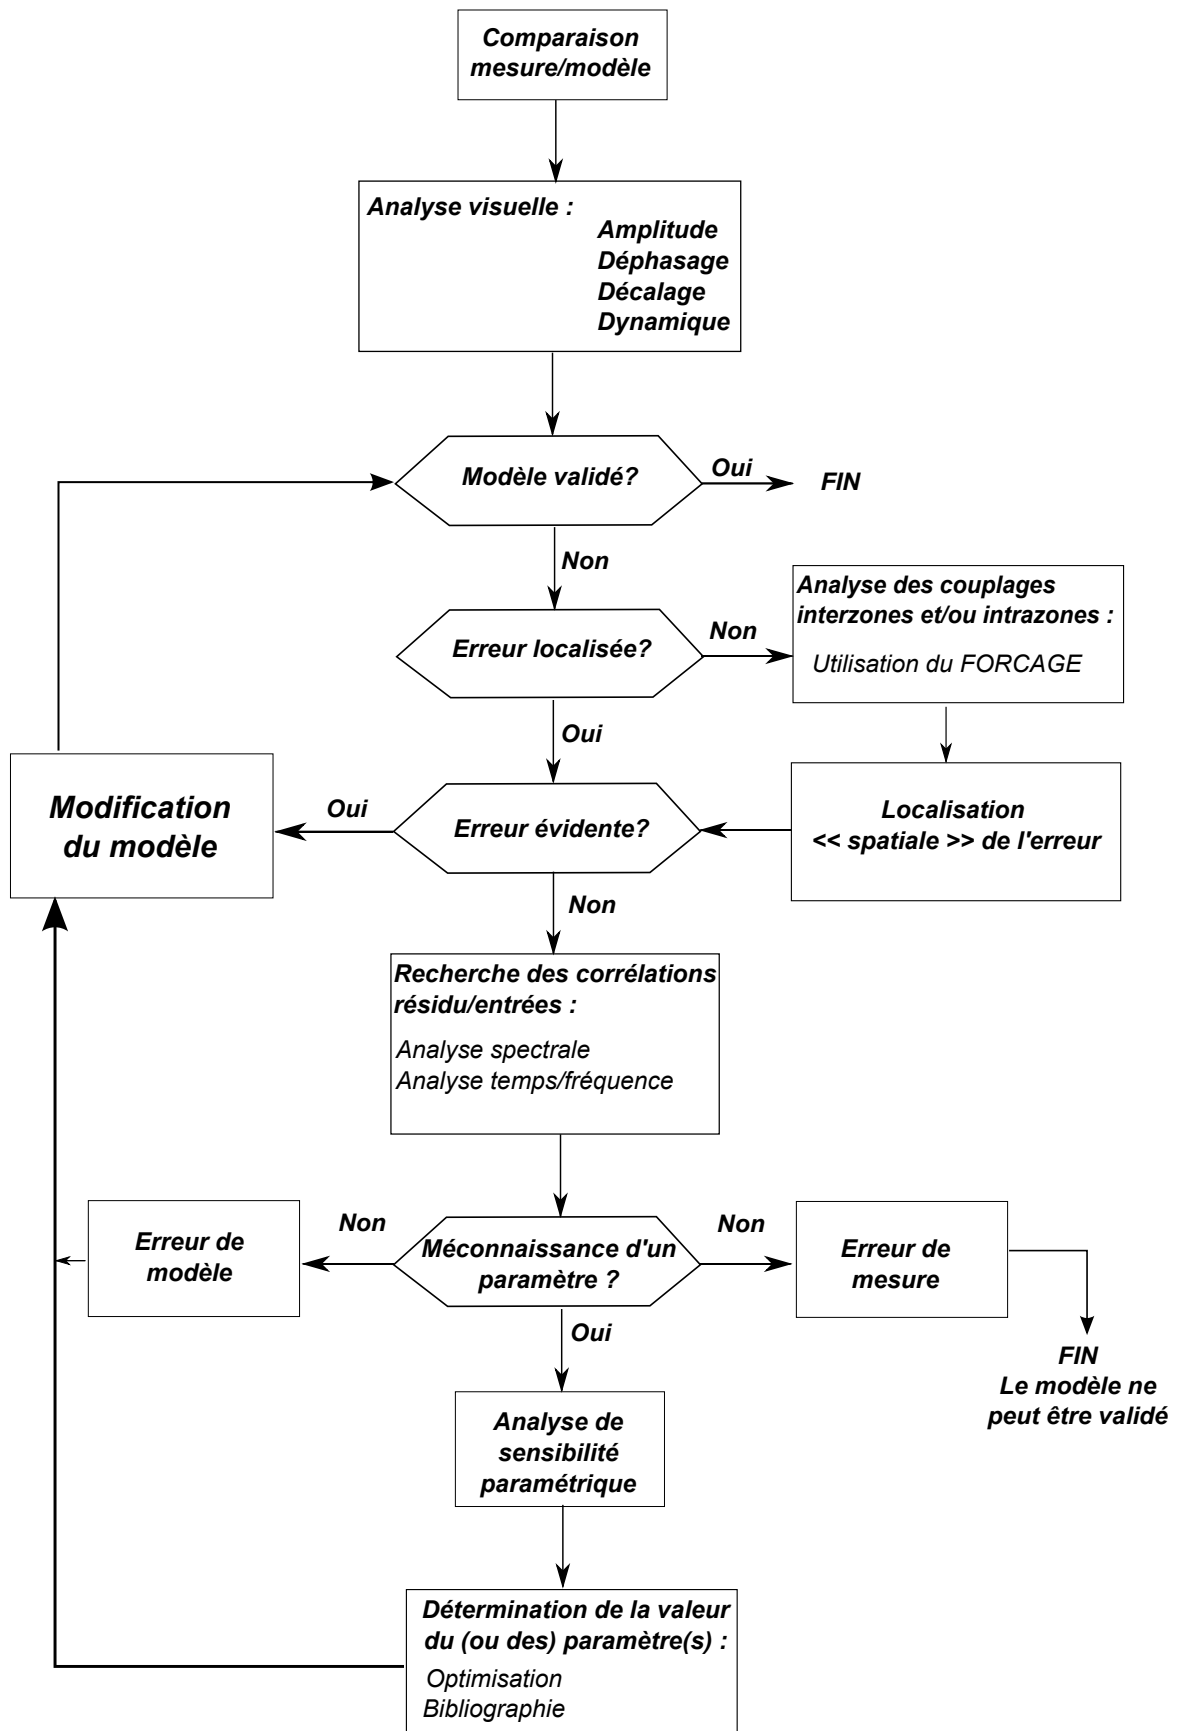 Comparaison
mesure/modèle
Analyse visuelle :
Amplitude
Déphasage
Décalage
Dynamique
Modèle validé?
Oui
FIN
Non
Erreur localisée?
Non
Analyse des couplages
interzones et/ou intrazones :
Utilisation du FORCAGE
Oui
Modification
du modèle
Oui
Erreur évidente?
Localisation
<< spatiale >> de l'erreur
Non
Recherche des corrélations
résidu/entrées :
Analyse spectrale
Analyse temps/fréquence
Erreur de
modèle
Non
Méconnaissance d'un
paramètre ?
Non
Erreur de
mesure
Oui
FIN
Le modèle ne
peut être validé
Analyse de
sensibilité
paramétrique
Détermination de la valeur
du (ou des) paramètre(s) :
Optimisation
Bibliographie